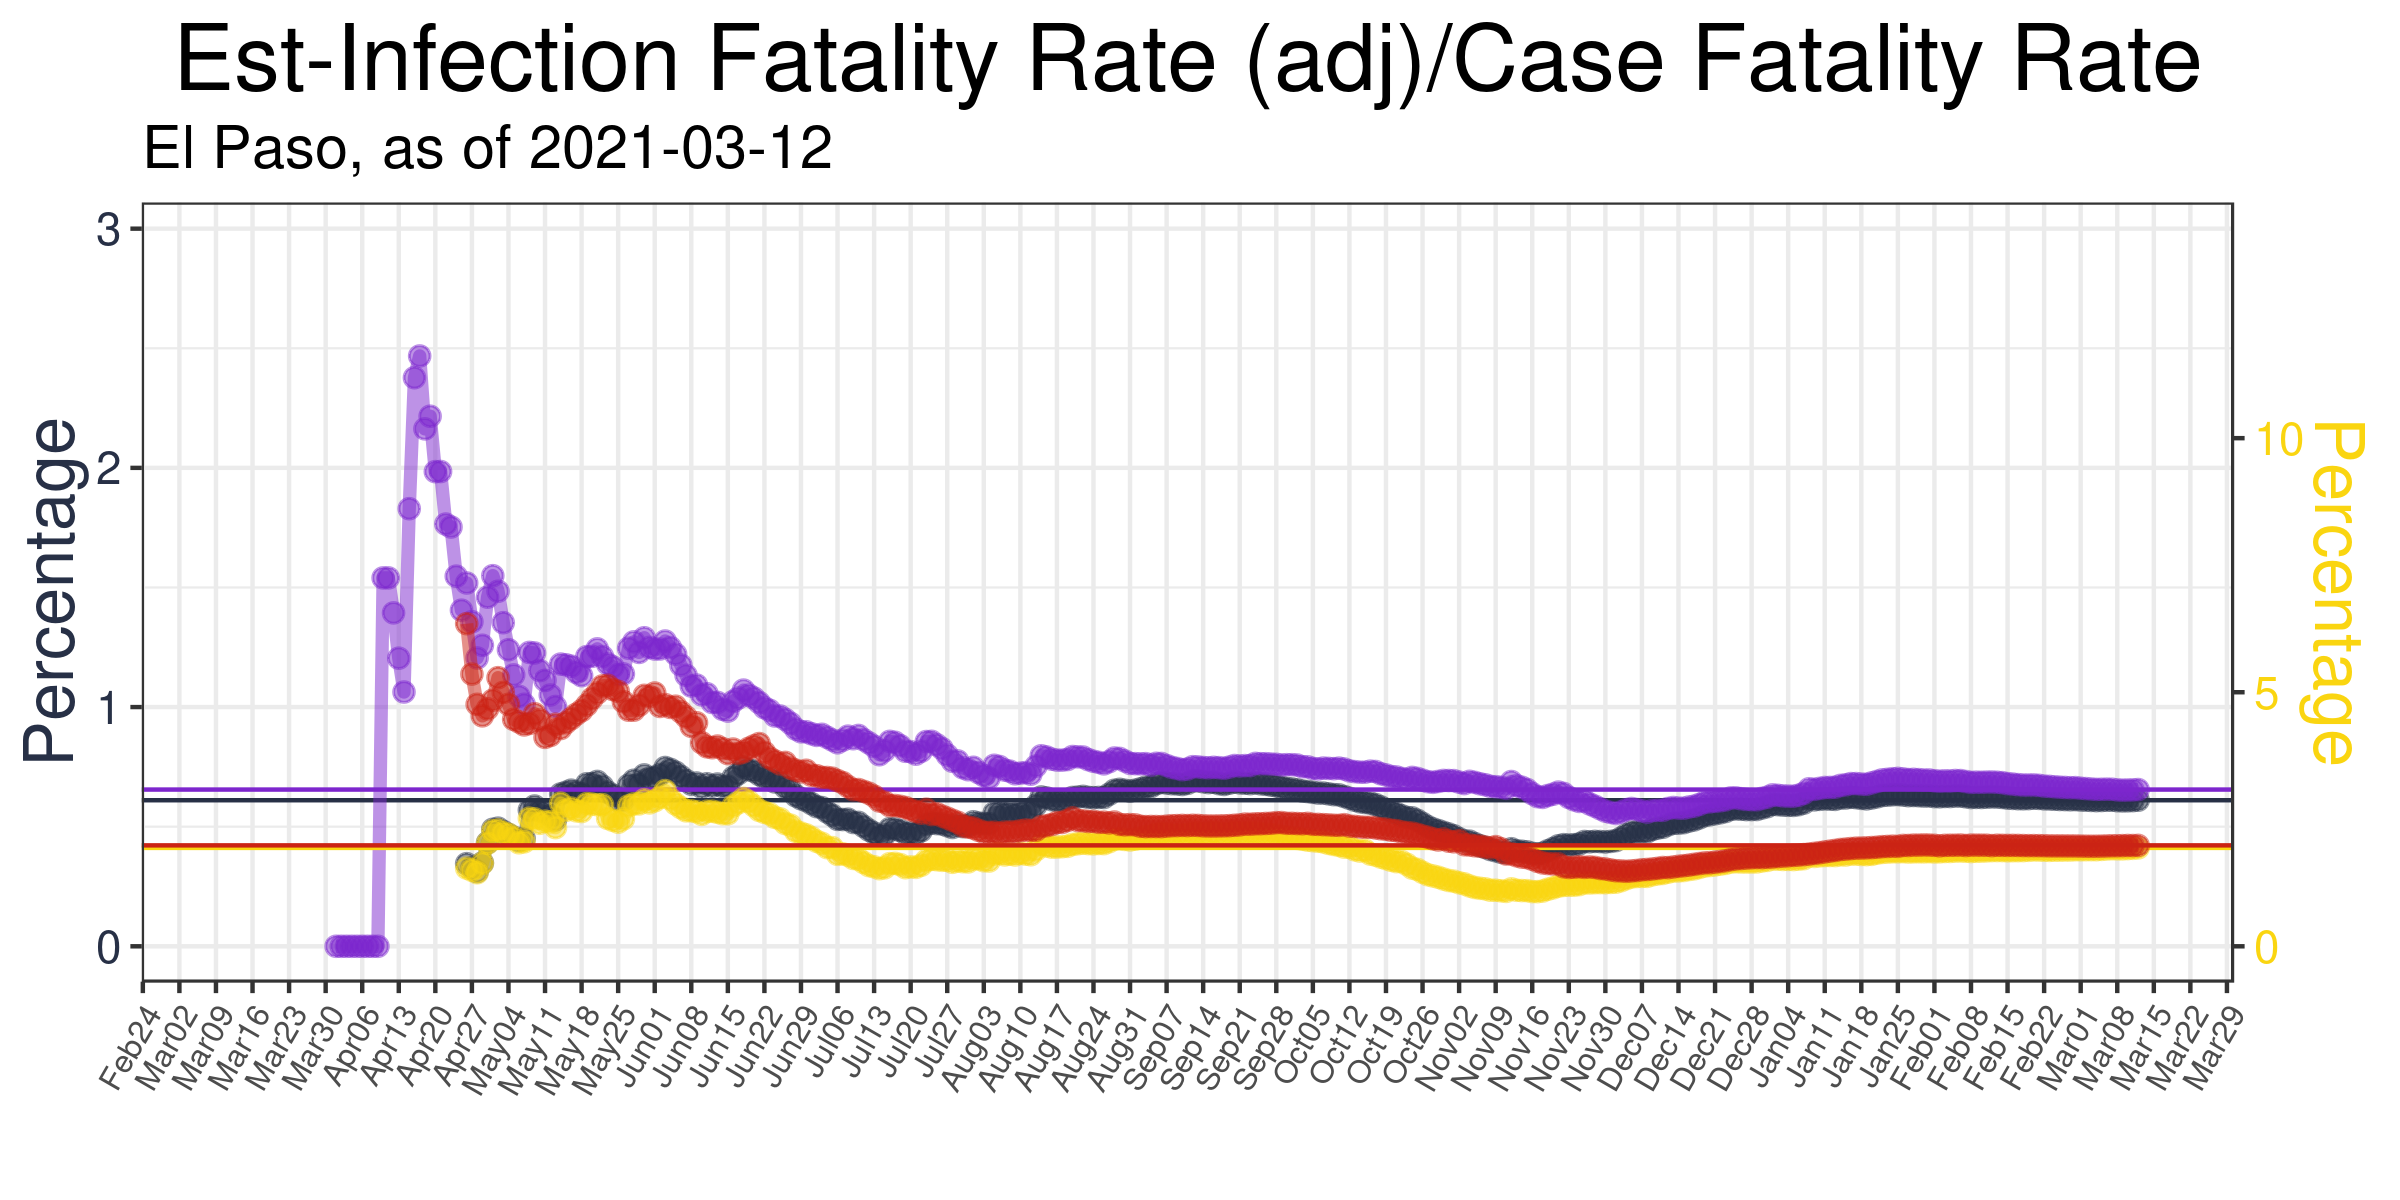 Est-Infection Fatality Rate (adj)/Case Fatality Rate
El Paso, as of 2021-03-12
Percentage
3
2
1
0
10
5
0
Percentage
Feb24
Mar02
Mar09
Mar16
Mar23
Mar30
Apr06
Apr13
Apr20
Apr27
May04
May11
May18
May25
Jun01
Jun08
Jun15
Jun22
Jun29
Jul06
Jul13
Jul20
Jul27
Aug03
Aug10
Aug17
Aug24
Aug31
Sep07
Sep14
Sep21
Sep28
Oct05
Oct12
Oct19
Oct26
Nov02
Nov09
Nov16
Nov23
Nov30
Dec07
Dec14
Dec21
Dec28
Jan04
Jan11
Jan18
Jan25
Feb01
Feb08
Feb15
Feb22
Mar01
Mar08
Mar15
Mar22
Mar29